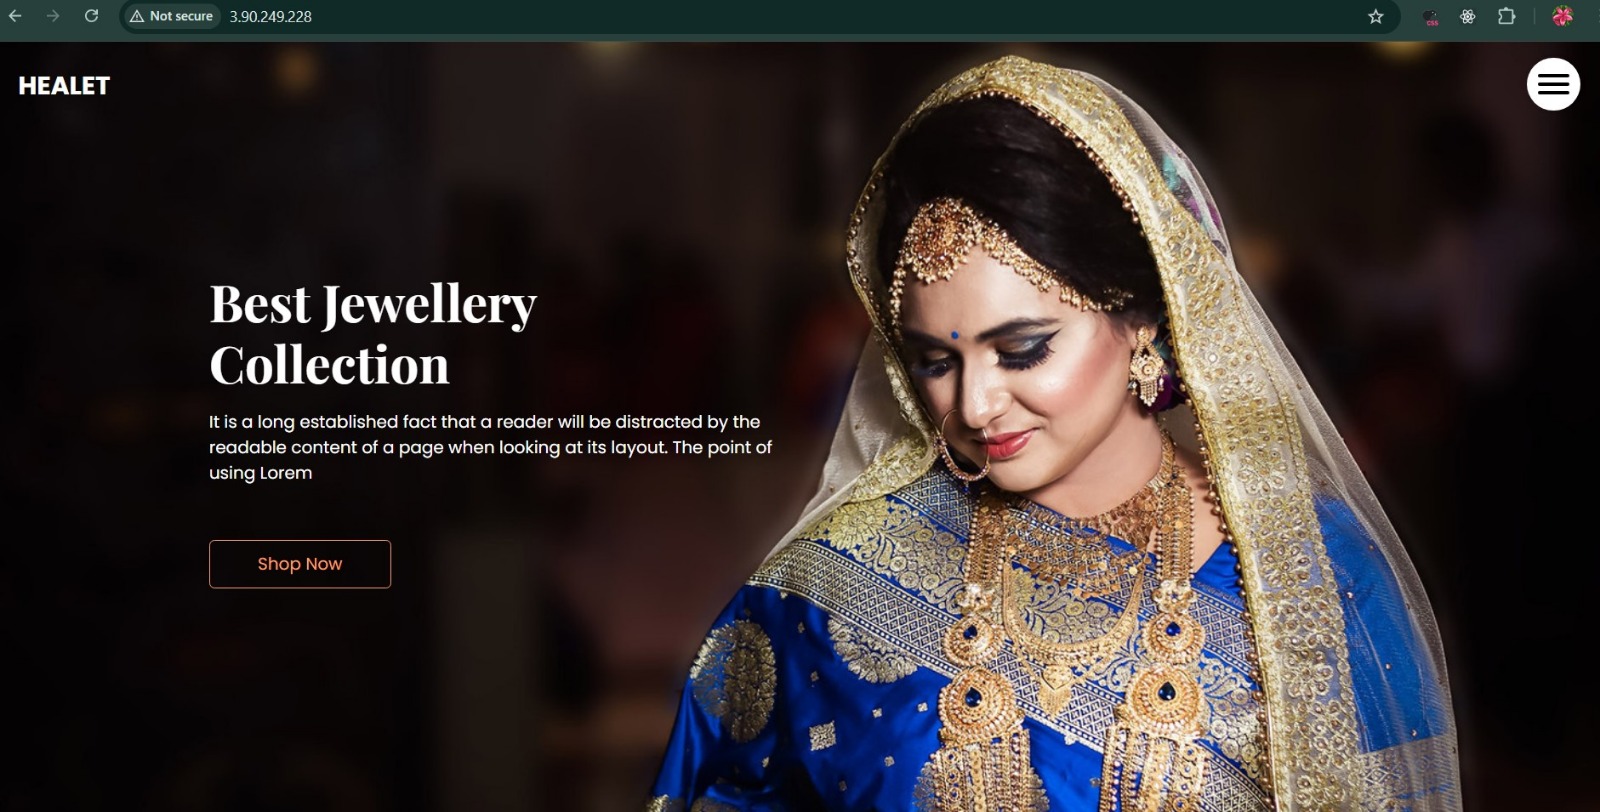 Not secure 3.90.249.228
CSS
HEALET
Best Jewellery
Collection
It is a long established fact that a reader will be distracted by the
readable content of a page when looking at its layout. The point of
using Lorem
Shop Now